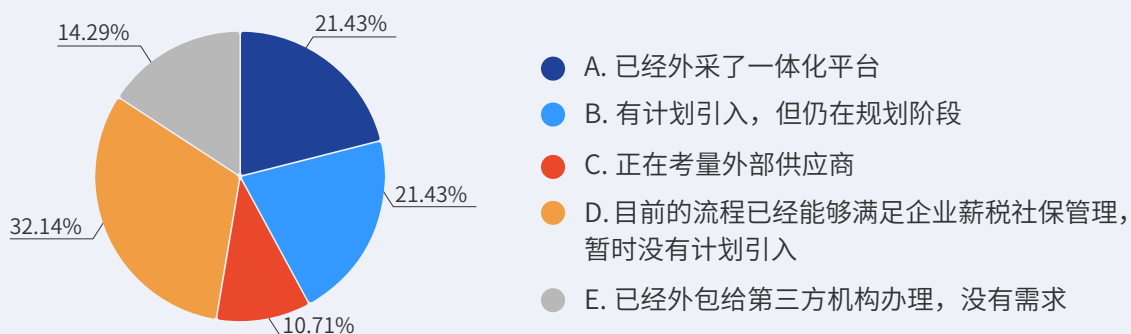 14.29%
21.43%
21.43%
32.14%
10.71%
A. 已经外采了一体化平台
B. 有计划引入，但仍在规划阶段
C. 正在考量外部供应商
D.目前的流程已经能够满足企业薪税社保管理，
暂时没有计划引入
E. 已经外包给第三方机构办理，没有需求